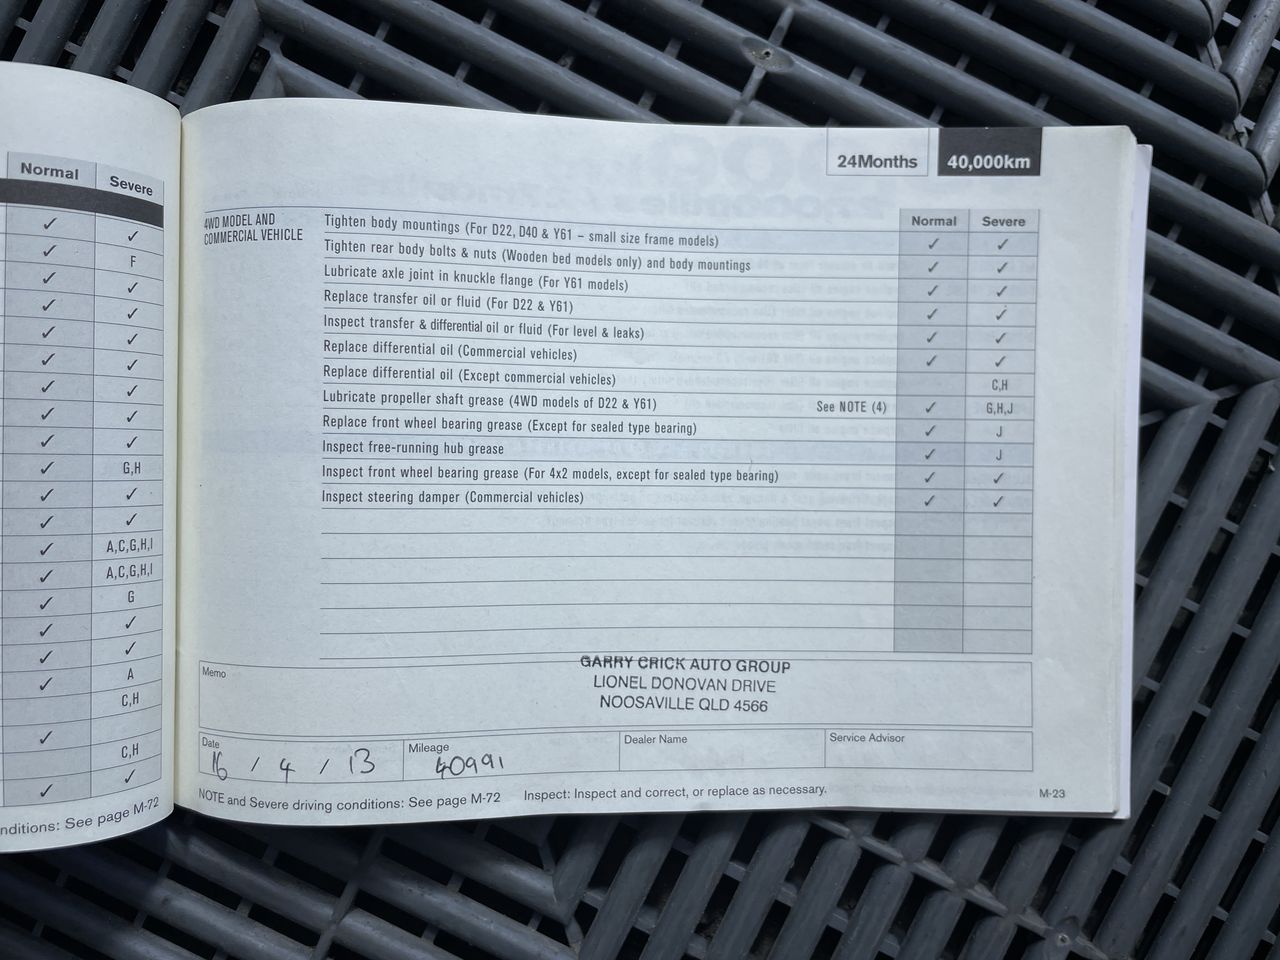 Normal Severe
✓ ✓
✓ F
✓ ✓
✓ ✓
✓ ✓
✓ ✓
✓ ✓
✓ ✓
✓ ✓
✓ G,H
✓ ✓
✓ ✓
✓ A,C,G,H,I
✓ A,C,G,H,I
✓ G
✓ ✓
✓ ✓
✓ A
C,H
✓
C,H
✓ ✓
nditions: See page M-72
24Months 40,000km
Normal Severe
4WD MODEL AND
COMMERCIAL VEHICLE
Tighten body mountings (For D22, D40 & Y61 – small size frame models) ✓ ✓
Tighten rear body bolts & nuts (Wooden bed models only) and body mountings ✓ ✓
Lubricate axle joint in knuckle flange (For Y61 models) ✓ ✓
Replace transfer oil or fluid (For D22 & Y61) ✓ ✓
Inspect transfer & differential oil or fluid (For level & leaks) ✓ ✓
Replace differential oil (Commercial vehicles) ✓ ✓
Replace differential oil (Except commercial vehicles) C,H
Lubricate propeller shaft grease (4WD models of D22 & Y61) See NOTE (4) ✓ G,H,J
Replace front wheel bearing grease (Except for sealed type bearing) ✓ J
Inspect free-running hub grease ✓ J
Inspect front wheel bearing grease (For 4x2 models, except for sealed type bearing) ✓ ✓
Inspect steering damper (Commercial vehicles) ✓ ✓
Memo
GARRY CRICK AUTO GROUP
LIONEL DONOVAN DRIVE
NOOSAVILLE QLD 4566
Date 16 / 4 / 13
Mileage 40991
Dealer Name
Service Advisor
NOTE and Severe driving conditions: See page M-72 Inspect: Inspect and correct, or replace as necessary.
M-23